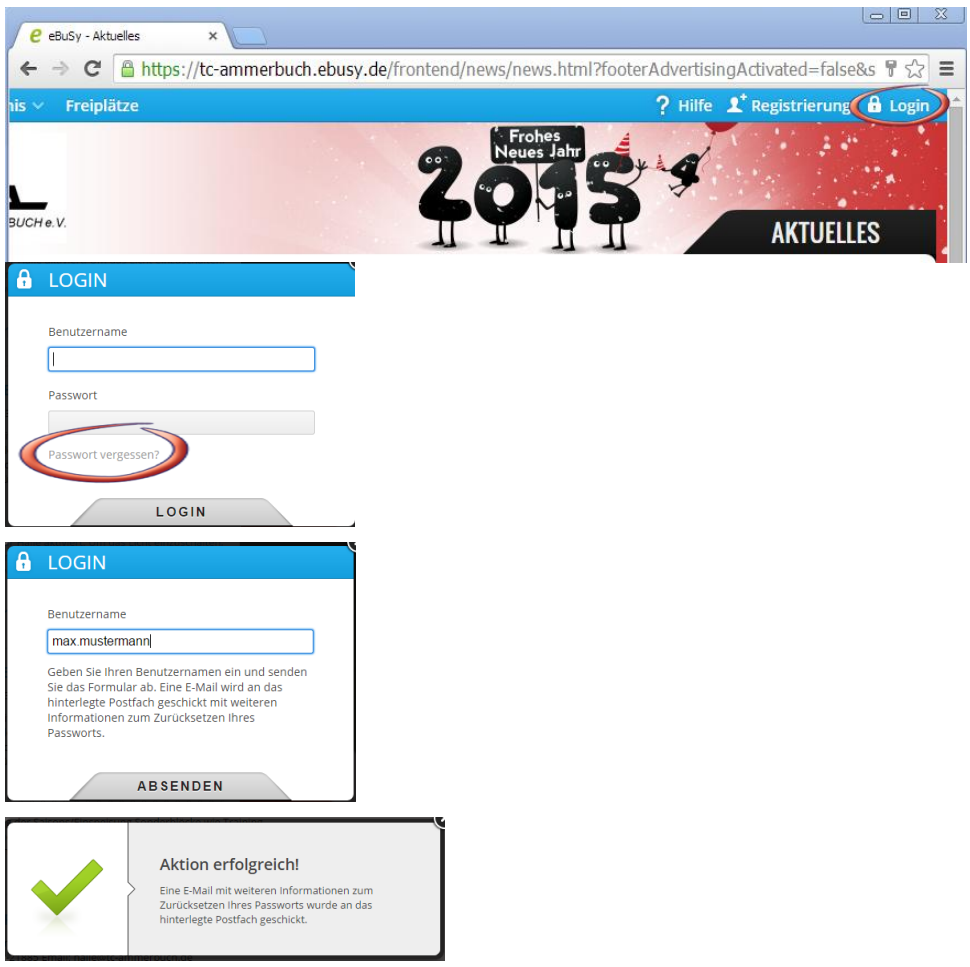 eBuSy - Aktuelles
https://tc-ammerbuch.ebusy.de/frontend/news/news.html?footerAdvertisingActivated=false&s
nis Freiplätze ? Hilfe Registrierung Login
Frohes
Neues Jahr
2015 4
BUCH e.V.
AKTUELLES
LOGIN
Benutzername
Passwort
Passwort vergessen?
LOGIN
LOGIN
Benutzername
max.mustermann
Geben Sie Ihren Benutzernamen ein und senden
Sie das Formular ab. Eine E-Mail wird an das
hinterlegte Postfach geschickt mit weiteren
Informationen zum Zurücksetzen Ihres
Passworts.
ABSENDEN
Aktion erfolgreich!
Eine E-Mail mit weiteren Informationen zum
Zurücksetzen Ihres Passworts wurde an das
hinterlegte Postfach geschickt.